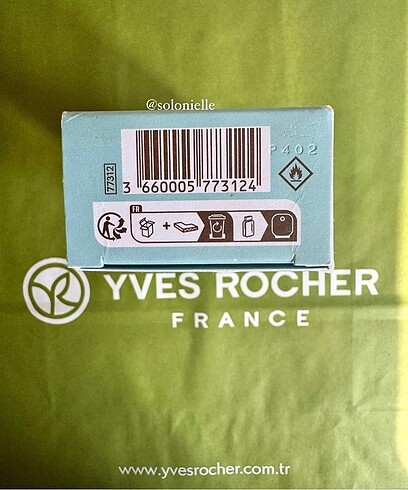 @solonielle
P402
77312
3 660005 773124
FR
+
YVES ROCHER
FRANCE
www.yvesrocher.com.tr